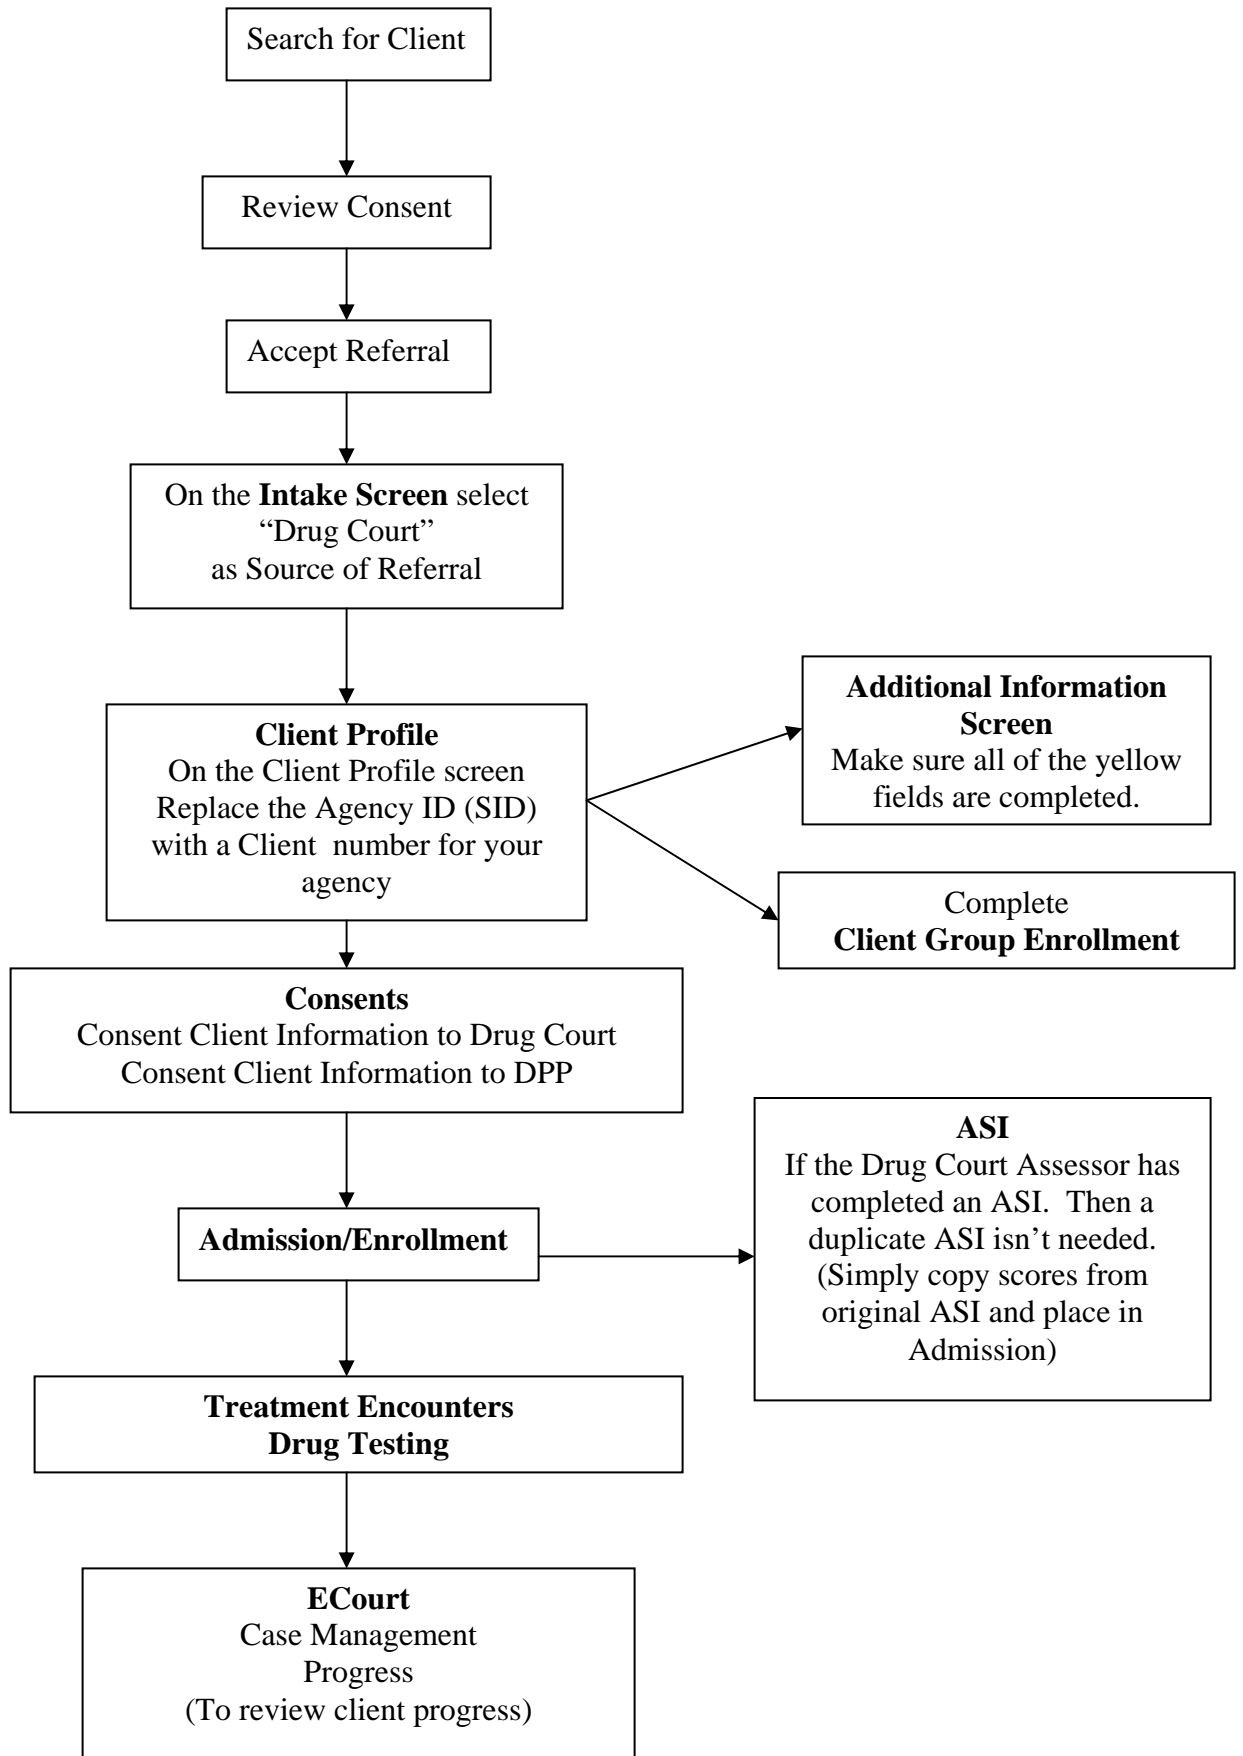 Search for Client
Review Consent
Accept Referral
On the Intake Screen select
“Drug Court”
as Source of Referral
Client Profile
On the Client Profile screen
Replace the Agency ID (SID)
with a Client number for your
agency
Additional Information
Screen
Make sure all of the yellow
fields are completed.
Complete
Client Group Enrollment
Consents
Consent Client Information to Drug Court
Consent Client Information to DPP
Admission/Enrollment
ASI
If the Drug Court Assessor has
completed an ASI. Then a
duplicate ASI isn’t needed.
(Simply copy scores from
original ASI and place in
Admission)
Treatment Encounters
Drug Testing
ECourt
Case Management
Progress
(To review client progress)